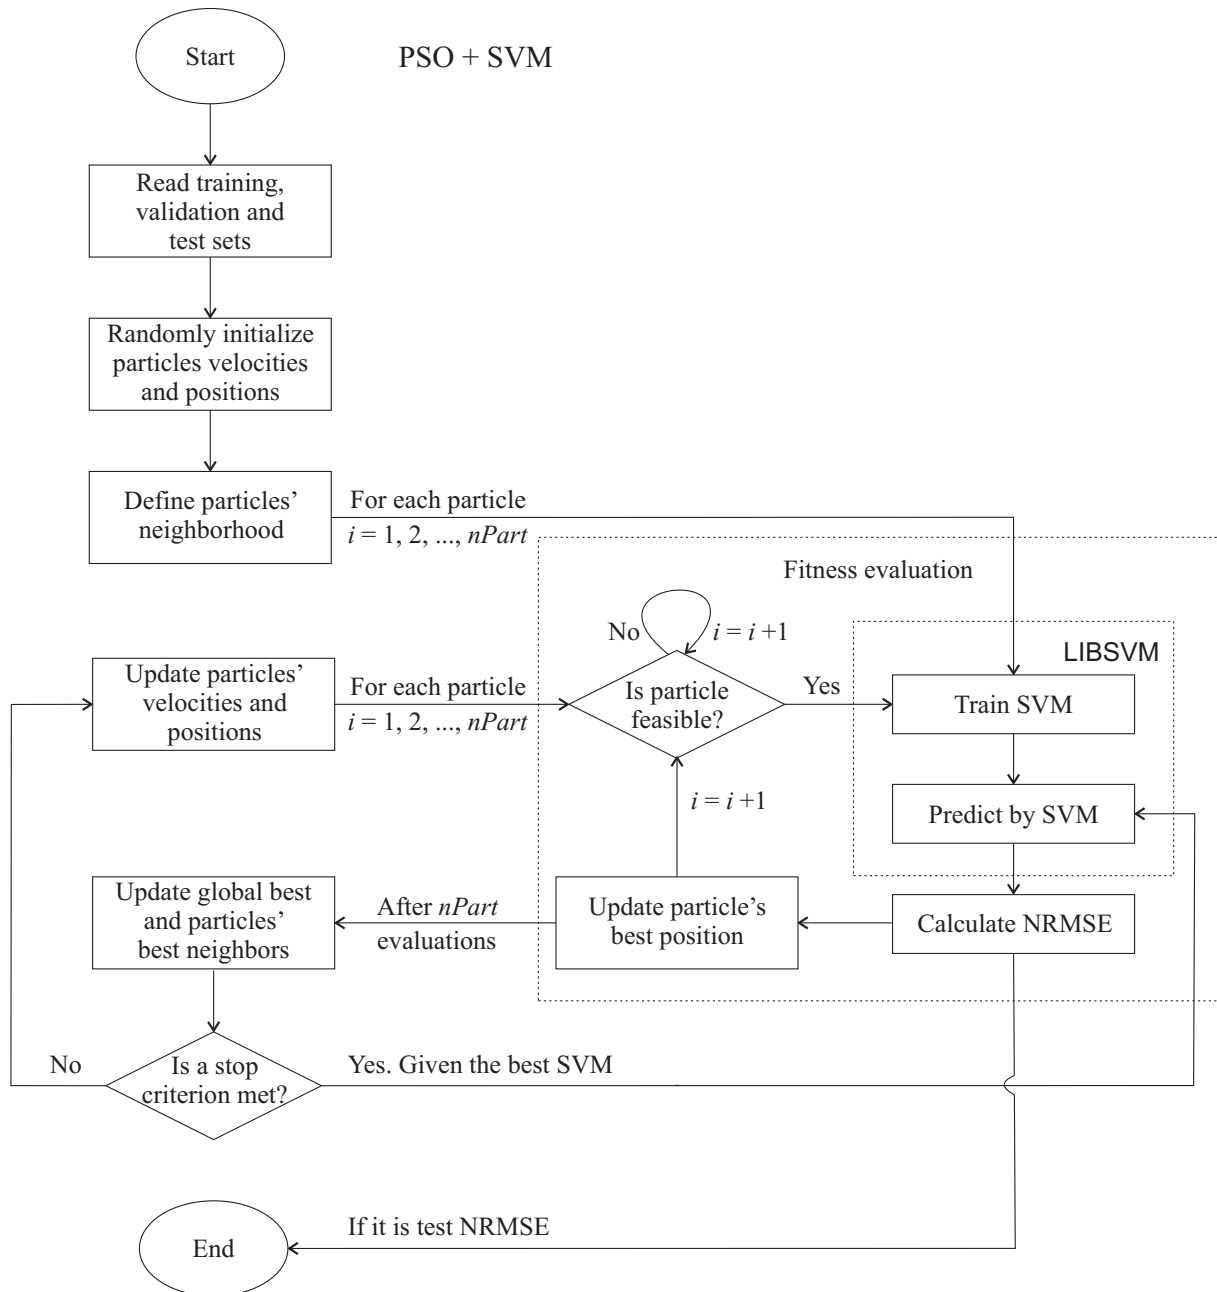 Start
PSO + SVM
Read training,
validation and
test sets
Randomly initialize
particles velocities
and positions
Define particles’
neighborhood
For each particle
i = 1, 2, ..., nPart
Fitness evaluation
No
i = i +1
LIBSVM
Update particles’
velocities and
positions
For each particle
i = 1, 2, ..., nPart
Is particle
feasible?
Yes
Train SVM
i = i +1
Predict by SVM
Update global best
and particles’
best neighbors
After nPart
evaluations
Update particle’s
best position
Calculate NRMSE
No
Is a stop
criterion met?
Yes. Given the best SVM
If it is test NRMSE
End